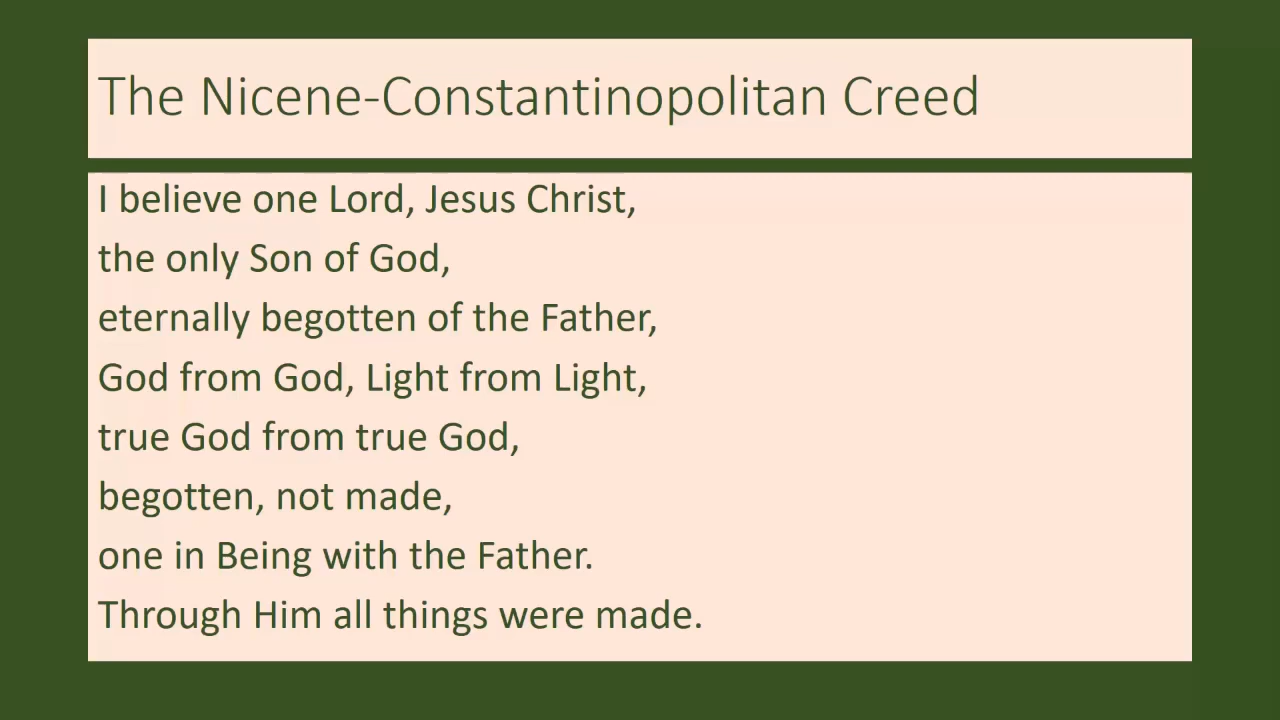 The Nicene-Constantinopolitan Creed
I believe one Lord, Jesus Christ,
the only Son of God,
eternally begotten of the Father,
God from God, Light from Light,
true God from true God,
begotten, not made,
one in Being with the Father.
Through Him all things were made.